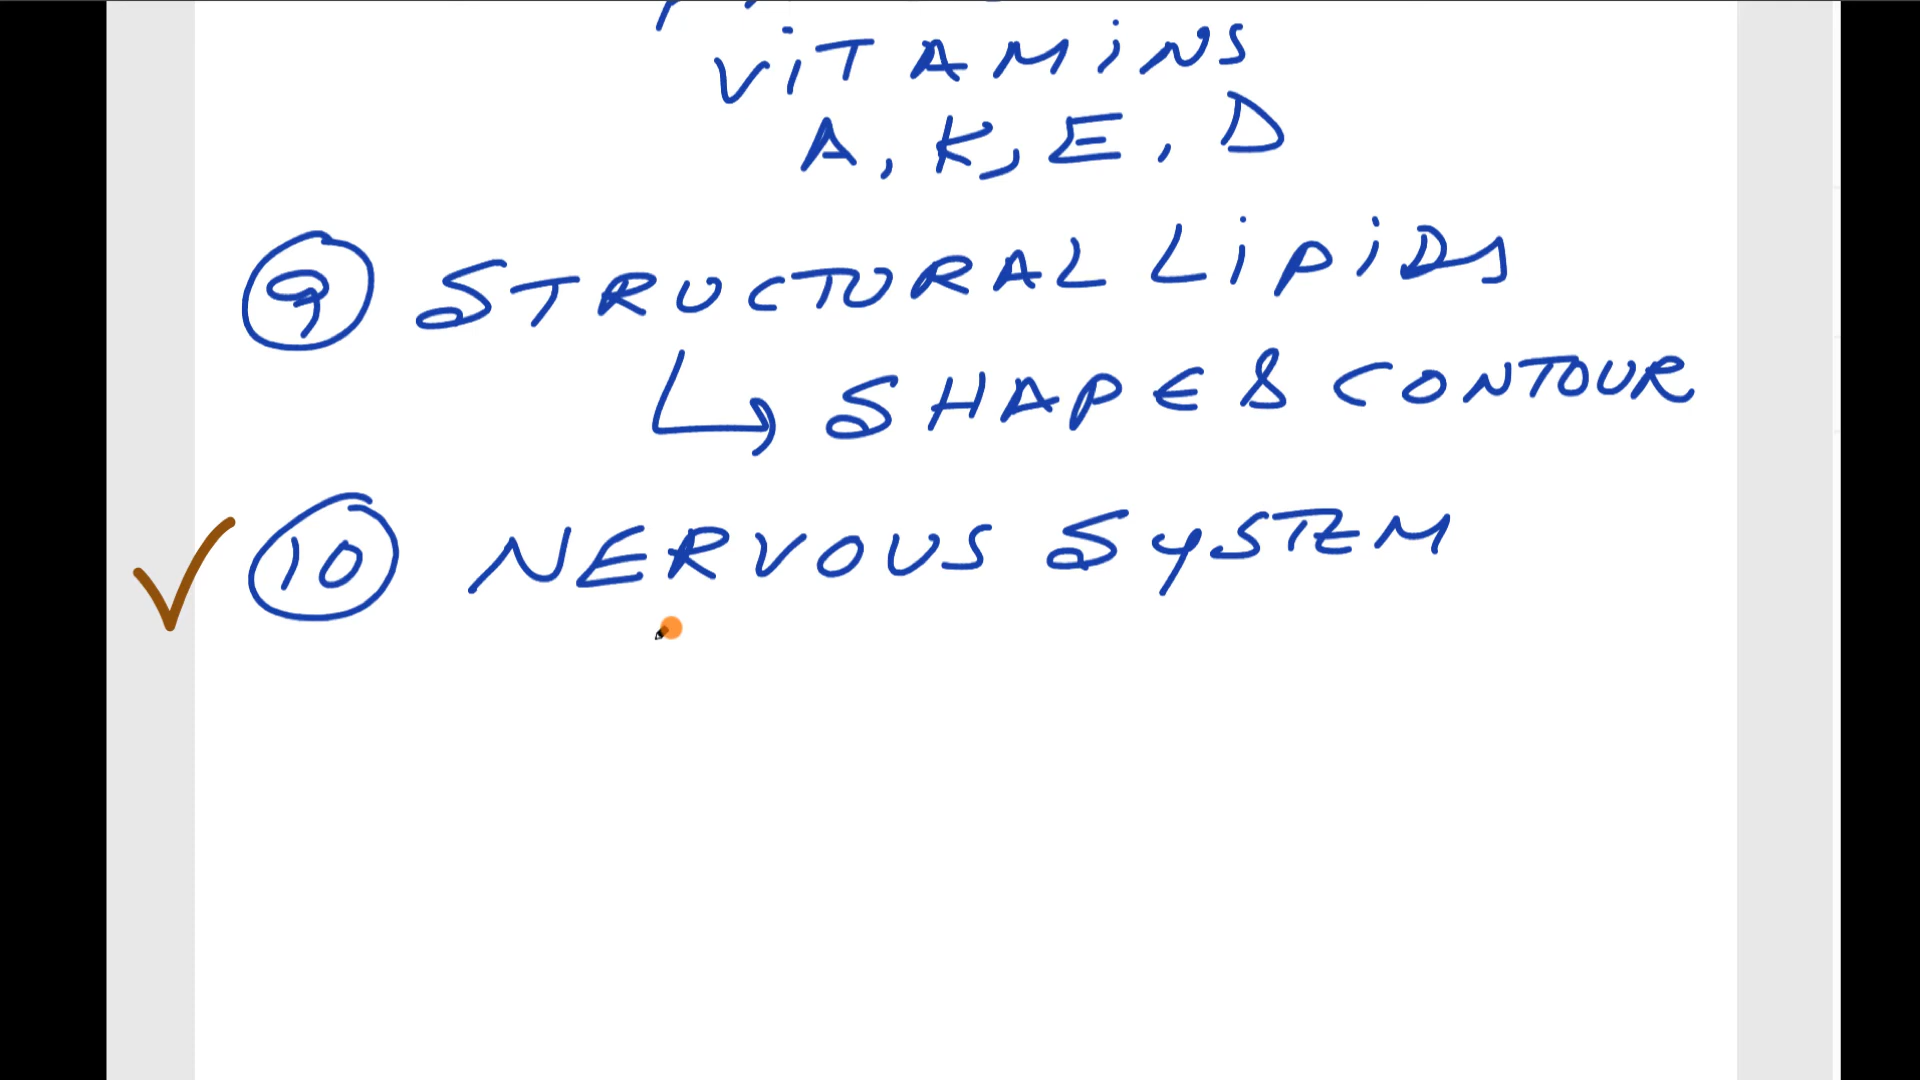 ViTAMiNS
A, K, E, D
9 STRUCTURAL LiPiDS
SHAPE & CONTOUR
10 NERVOUS SYSTEM